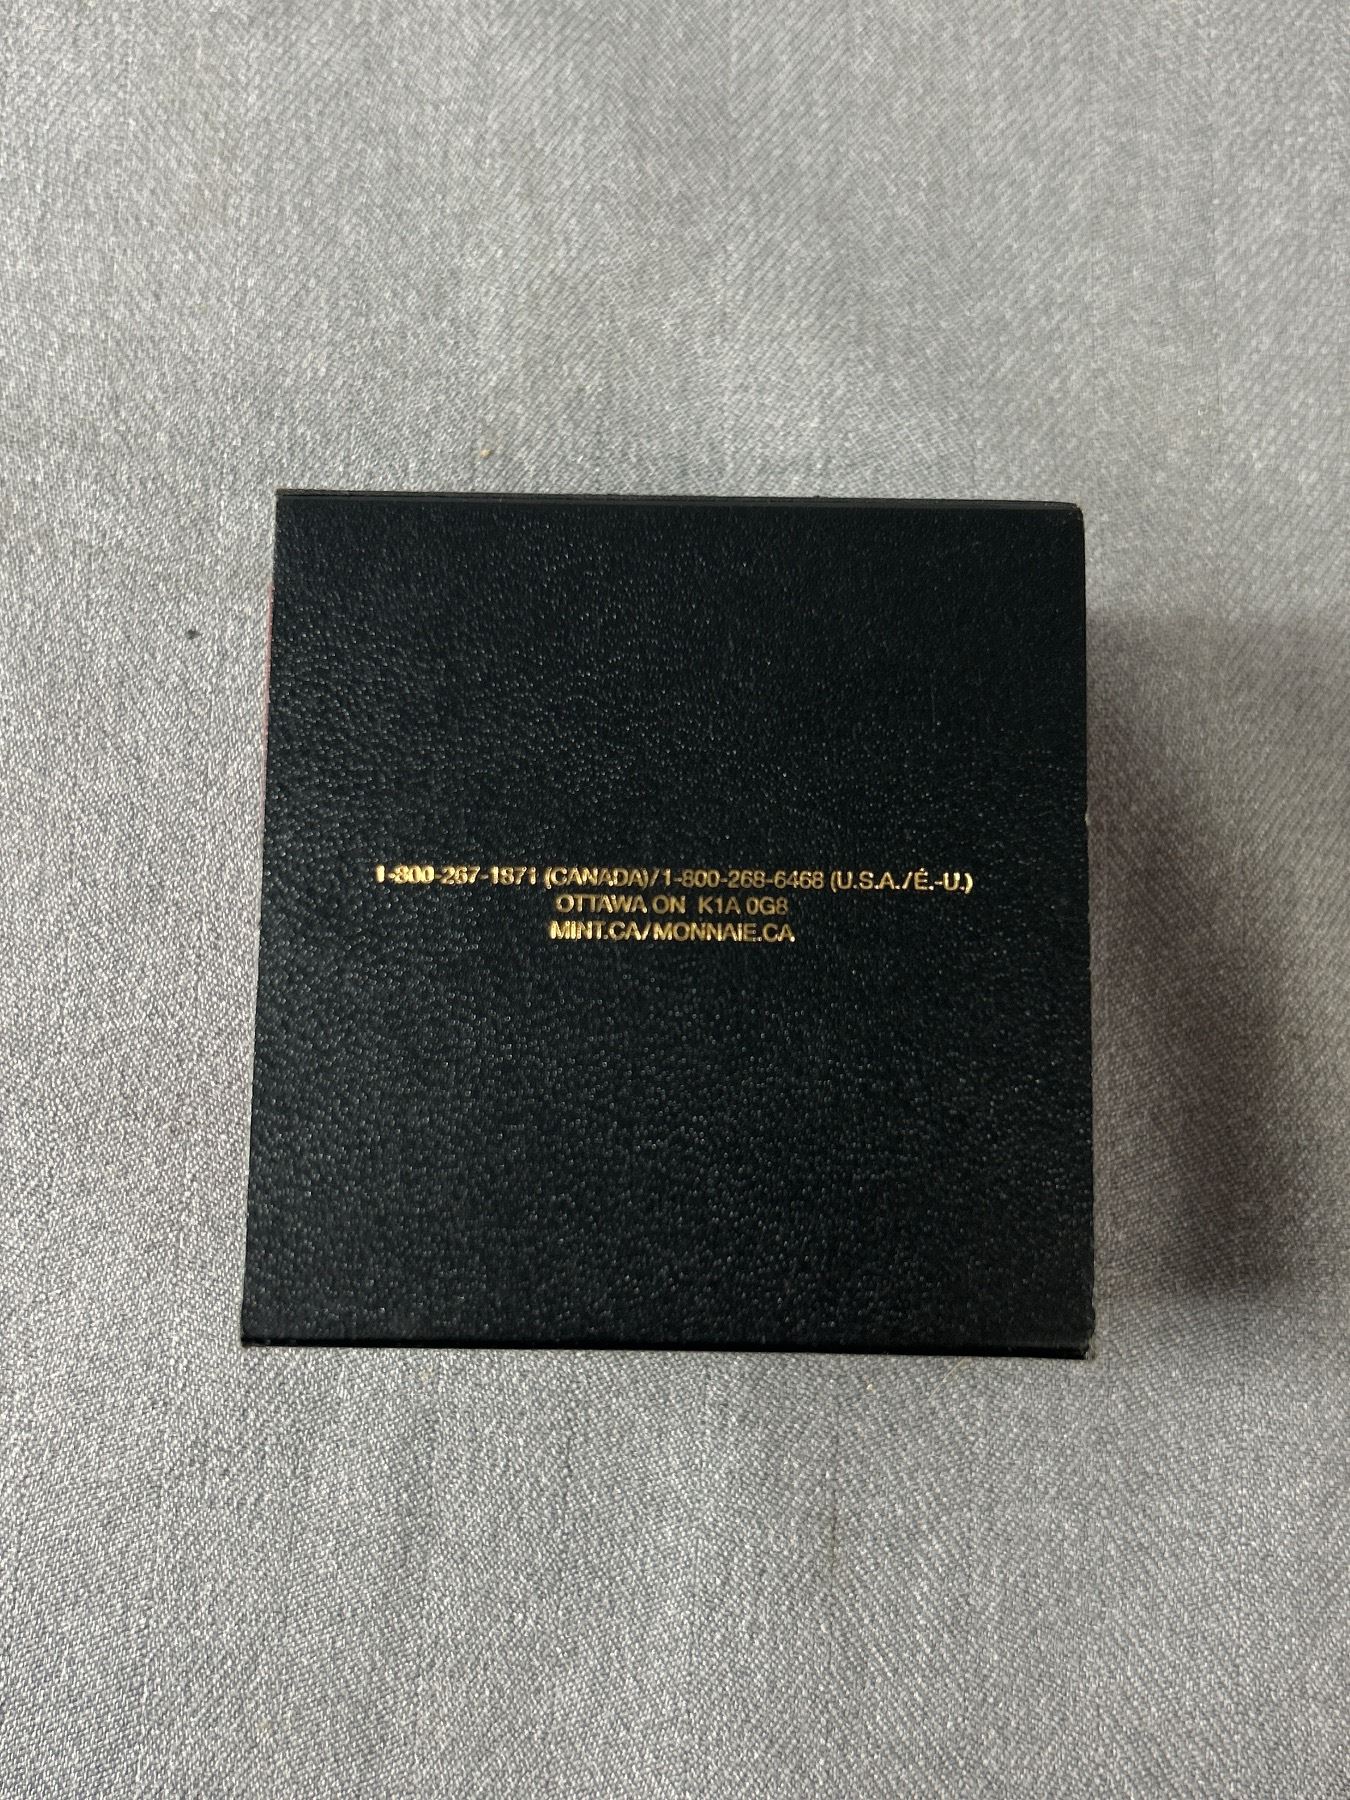 1-800-267-1871 (CANADA)/1-800-268-6468 (U.S.A./É.-U.)
OTTAWA ON K1A 0G8
MINT.CA/MONNAIE.CA